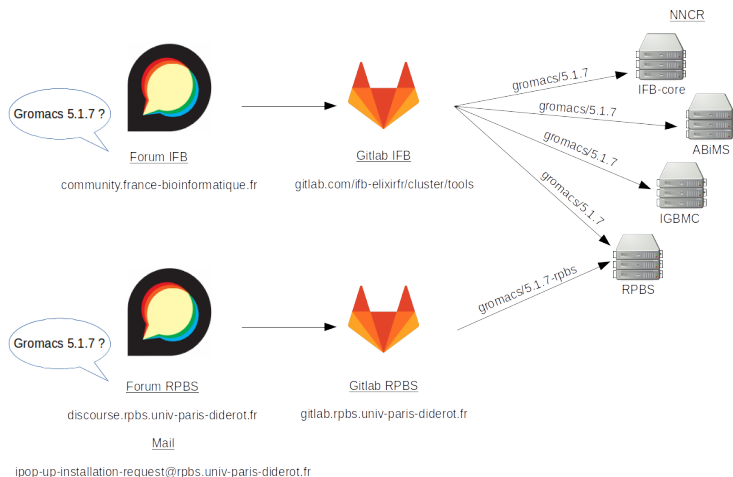 NNCR
gromacs/5.1.7
IFB-core
Gromacs 5.1.7 ?
gromacs/5.1.7
ABiMS
gromacs/5.1.7
Forum IFB
Gitlab IFB
community.france-bioinformatique.fr
gitlab.com/ifb-elixirfr/cluster/tools
gromacs/5.1.7
IGBMC
RPBS
gromacs/5.1.7-rpbs
Gromacs 5.1.7 ?
Forum RPBS
Gitlab RPBS
discourse.rpbs.univ-paris-diderot.fr
gitlab.rpbs.univ-paris-diderot.fr
Mail
ipop-up-installation-request@rpbs.univ-paris-diderot.fr